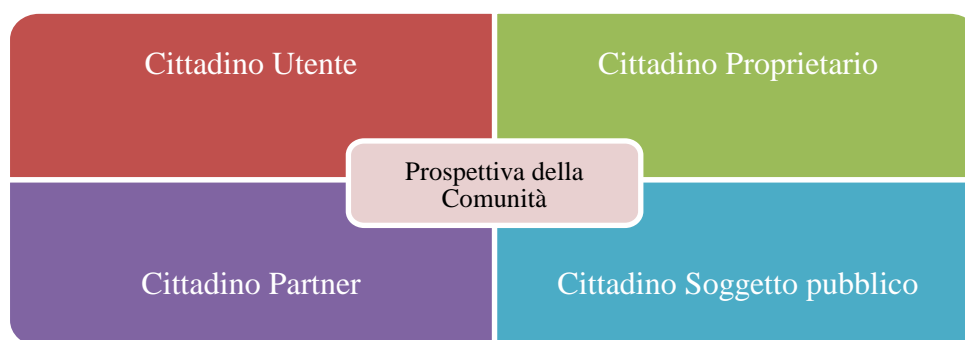 Cittadino Utente
Cittadino Proprietario
Prospettiva della
Comunità
Cittadino Partner
Cittadino Soggetto pubblico